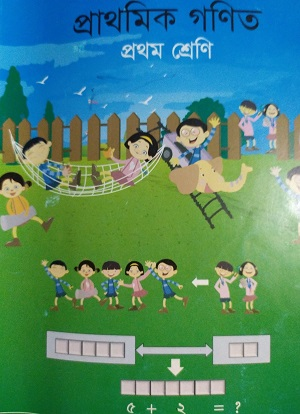 প্রাথমিক গণিত
প্রথম শ্রেণি
৫ + ২ = ?